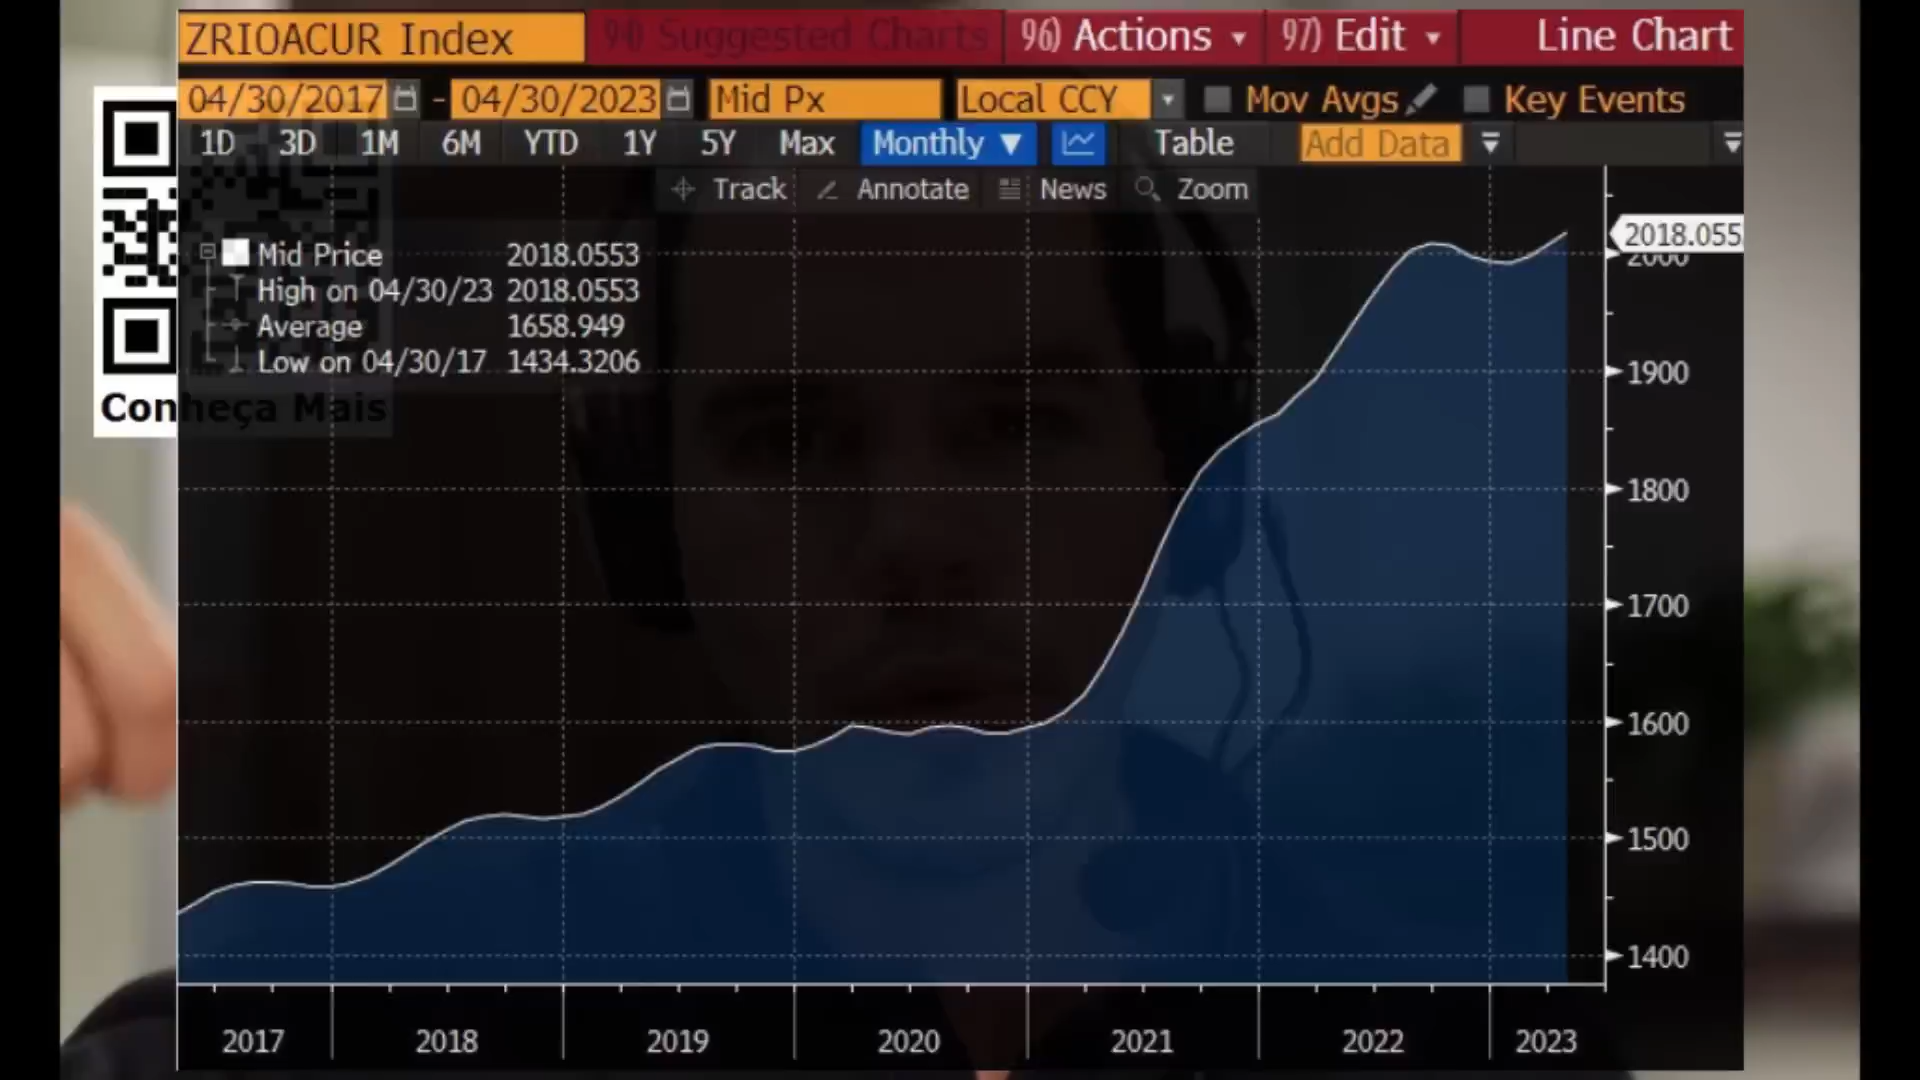 ZRIOACUR Index 94) Suggested Charts 96) Actions 97) Edit Line Chart
04/30/2017 - 04/30/2023 Mid Px Local CCY Mov Avgs Key Events
1D 3D 1M 6M YTD 1Y 5Y Max Monthly Table Add Data
Track Annotate News Zoom
Mid Price 2018.0553
High on 04/30/23 2018.0553
Average 1658.949
Low on 04/30/17 1434.3206
Conheça Mais
2018.055
2000
1900
1800
1700
1600
1500
1400
2017 2018 2019 2020 2021 2022 2023